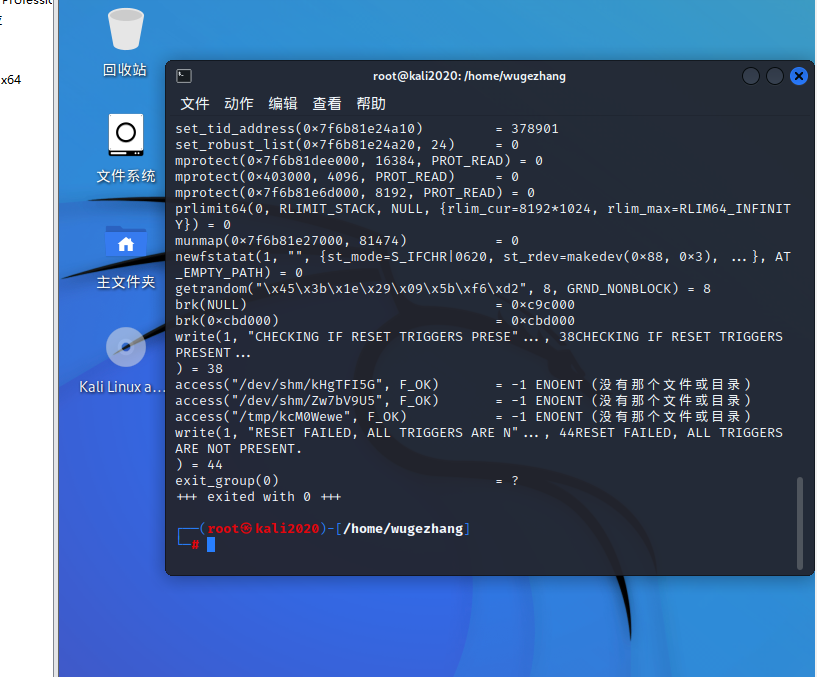 x64
回收站
文件系统
主文件夹
Kali Linux a…
root@kali2020: /home/wugezhang
文件 动作 编辑 查看 帮助
set_tid_address(0×7f6b81e24a10) = 378901
set_robust_list(0×7f6b81e24a20, 24) = 0
mprotect(0×7f6b81dee000, 16384, PROT_READ) = 0
mprotect(0×403000, 4096, PROT_READ) = 0
mprotect(0×7f6b81e6d000, 8192, PROT_READ) = 0
prlimit64(0, RLIMIT_STACK, NULL, {rlim_cur=8192*1024, rlim_max=RLIM64_INFINIT
Y}) = 0
munmap(0×7f6b81e27000, 81474) = 0
newfstatat(1, "", {st_mode=S_IFCHR|0620, st_rdev=makedev(0×88, 0×3), ...}, AT
_EMPTY_PATH) = 0
getrandom("\x45\x3b\x1e\x29\x09\x5b\xf6\xd2", 8, GRND_NONBLOCK) = 8
brk(NULL) = 0×c9c000
brk(0×cbd000) = 0×cbd000
write(1, "CHECKING IF RESET TRIGGERS PRESE"..., 38CHECKING IF RESET TRIGGERS
PRESENT...
) = 38
access("/dev/shm/kHgTFI5G", F_OK) = -1 ENOENT (没有那个文件或目录)
access("/dev/shm/Zw7bV9U5", F_OK) = -1 ENOENT (没有那个文件或目录)
access("/tmp/kcM0Wewe", F_OK) = -1 ENOENT (没有那个文件或目录)
write(1, "RESET FAILED, ALL TRIGGERS ARE N"..., 44RESET FAILED, ALL TRIGGERS
ARE NOT PRESENT.
) = 44
exit_group(0) = ?
+++ exited with 0 +++
┌──(root㉿kali2020)-[/home/wugezhang]
└─#